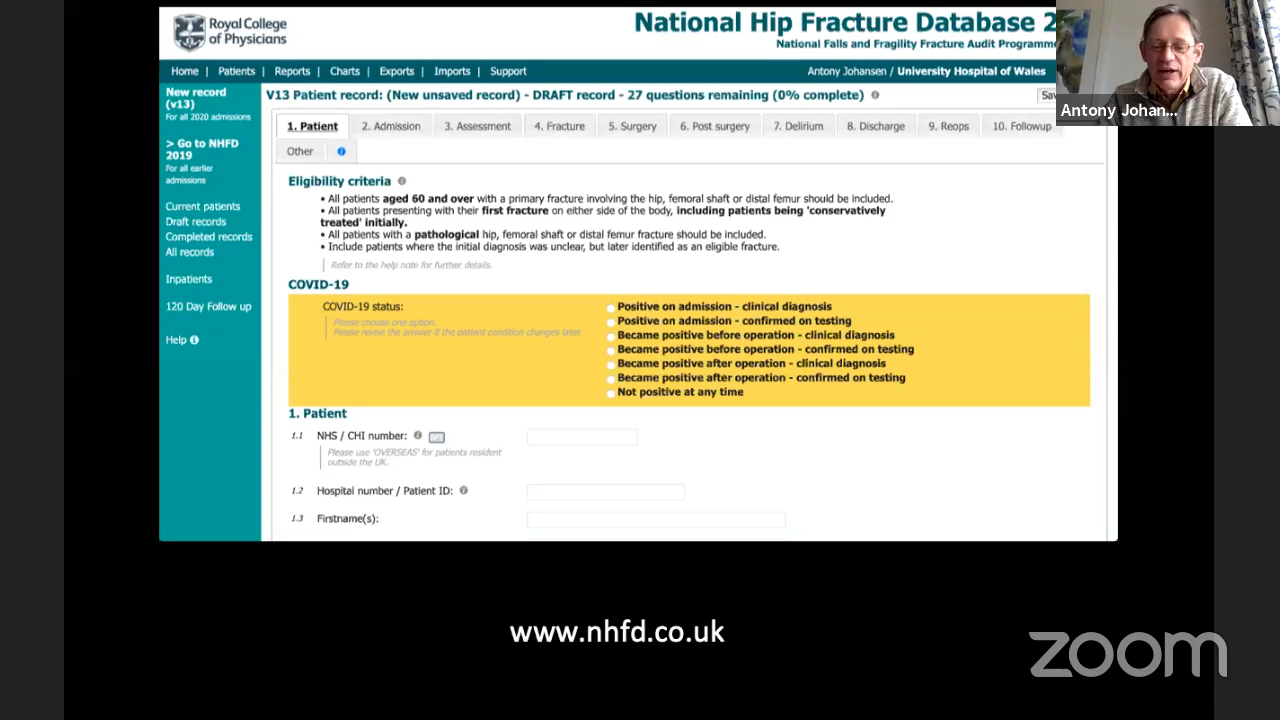 Royal College
of Physicians
National Hip Fracture Database 2
National Falls and Fragility Fracture Audit Programme
Home | Patients | Reports | Charts | Exports | Imports | Support
Antony Johansen / University Hospital of Wales
New record
(v13)
For all 2020 admissions
> Go to NHFD
2019
For all earlier
admissions
Current patients
Draft records
Completed records
All records
Inpatients
120 Day Follow up
Help
V13 Patient record: (New unsaved record) - DRAFT record - 27 questions remaining (0% complete)
Sav
1. Patient
2. Admission
3. Assessment
4. Fracture
5. Surgery
6. Post surgery
7. Delirium
8. Discharge
9. Reops
10. Followup
Other
Eligibility criteria
• All patients aged 60 and over with a primary fracture involving the hip, femoral shaft or distal femur should be included.
• All patients presenting with their first fracture on either side of the body, including patients being 'conservatively
treated' initially.
• All patients with a pathological hip, femoral shaft or distal femur fracture should be included.
• Include patients where the initial diagnosis was unclear, but later identified as an eligible fracture.
Refer to the help note for further details.
COVID-19
COVID-19 status:
Please choose one option.
Please revise the answer if the patient condition changes later.
Positive on admission - clinical diagnosis
Positive on admission - confirmed on testing
Became positive before operation - clinical diagnosis
Became positive before operation - confirmed on testing
Became positive after operation - clinical diagnosis
Became positive after operation - confirmed on testing
Not positive at any time
1. Patient
1.1 NHS / CHI number:
Please use 'OVERSEAS' for patients resident
outside the UK.
1.2 Hospital number / Patient ID:
1.3 Firstname(s):
Antony Johan...
www.nhfd.co.uk
zoom